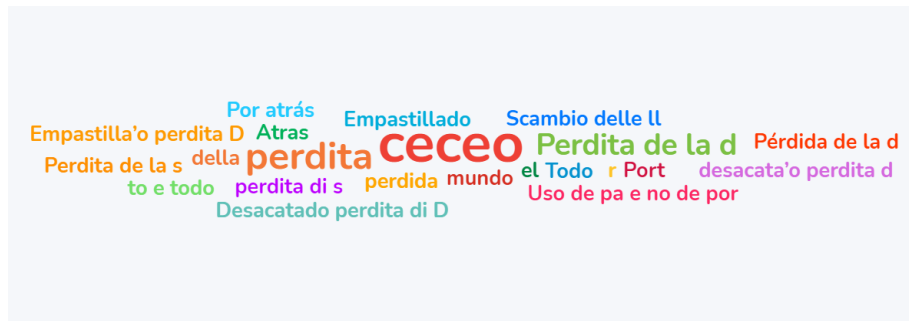 Por atrás
Empastillado
Scambio delle ll
Empastilla'o perdita D
Atras
ceceo
Perdita de la d
Pérdida de la d
Perdita de la s
della
perdita
el
Todo
r
Port
desacata'o perdita d
to e todo
perdita di s
perdida
mundo
Uso de pa e no de por
Desacatado perdita di D